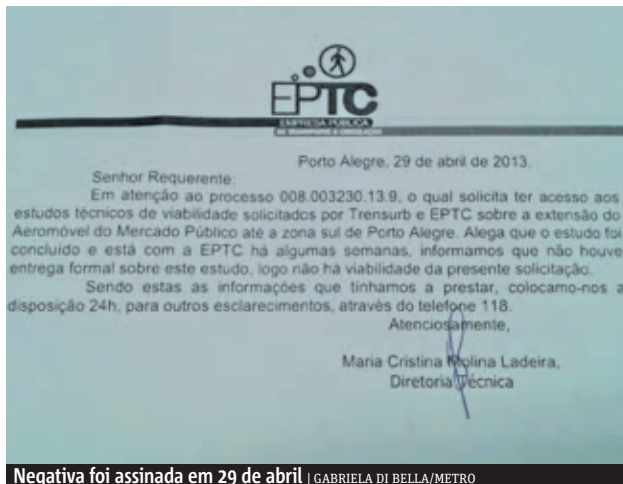 EPTC
EMPRESA PÚBLICA
DE TRANSPORTE E CIRCULAÇÃO
Porto Alegre, 29 de abril de 2013.
Senhor Requerente:
Em atenção ao processo 008.003230.13.9, o qual solicita ter acesso aos
estudos técnicos de viabilidade solicitados por Trensurb e EPTC sobre a extensão do
Aeromóvel do Mercado Público até a zona sul de Porto Alegre. Alega que o estudo foi
concluído e está com a EPTC há algumas semanas, informamos que não houve
entrega formal sobre este estudo, logo não há viabilidade da presente solicitação.
Sendo estas as informações que tínhamos a prestar, colocamo-nos a
disposição 24h, para outros esclarecimentos, através do telefone 118.
Atenciosamente,
Maria Cristina Molina Ladeira,
Diretoria Técnica
Negativa foi assinada em 29 de abril | GABRIELA DI BELLA/METRO